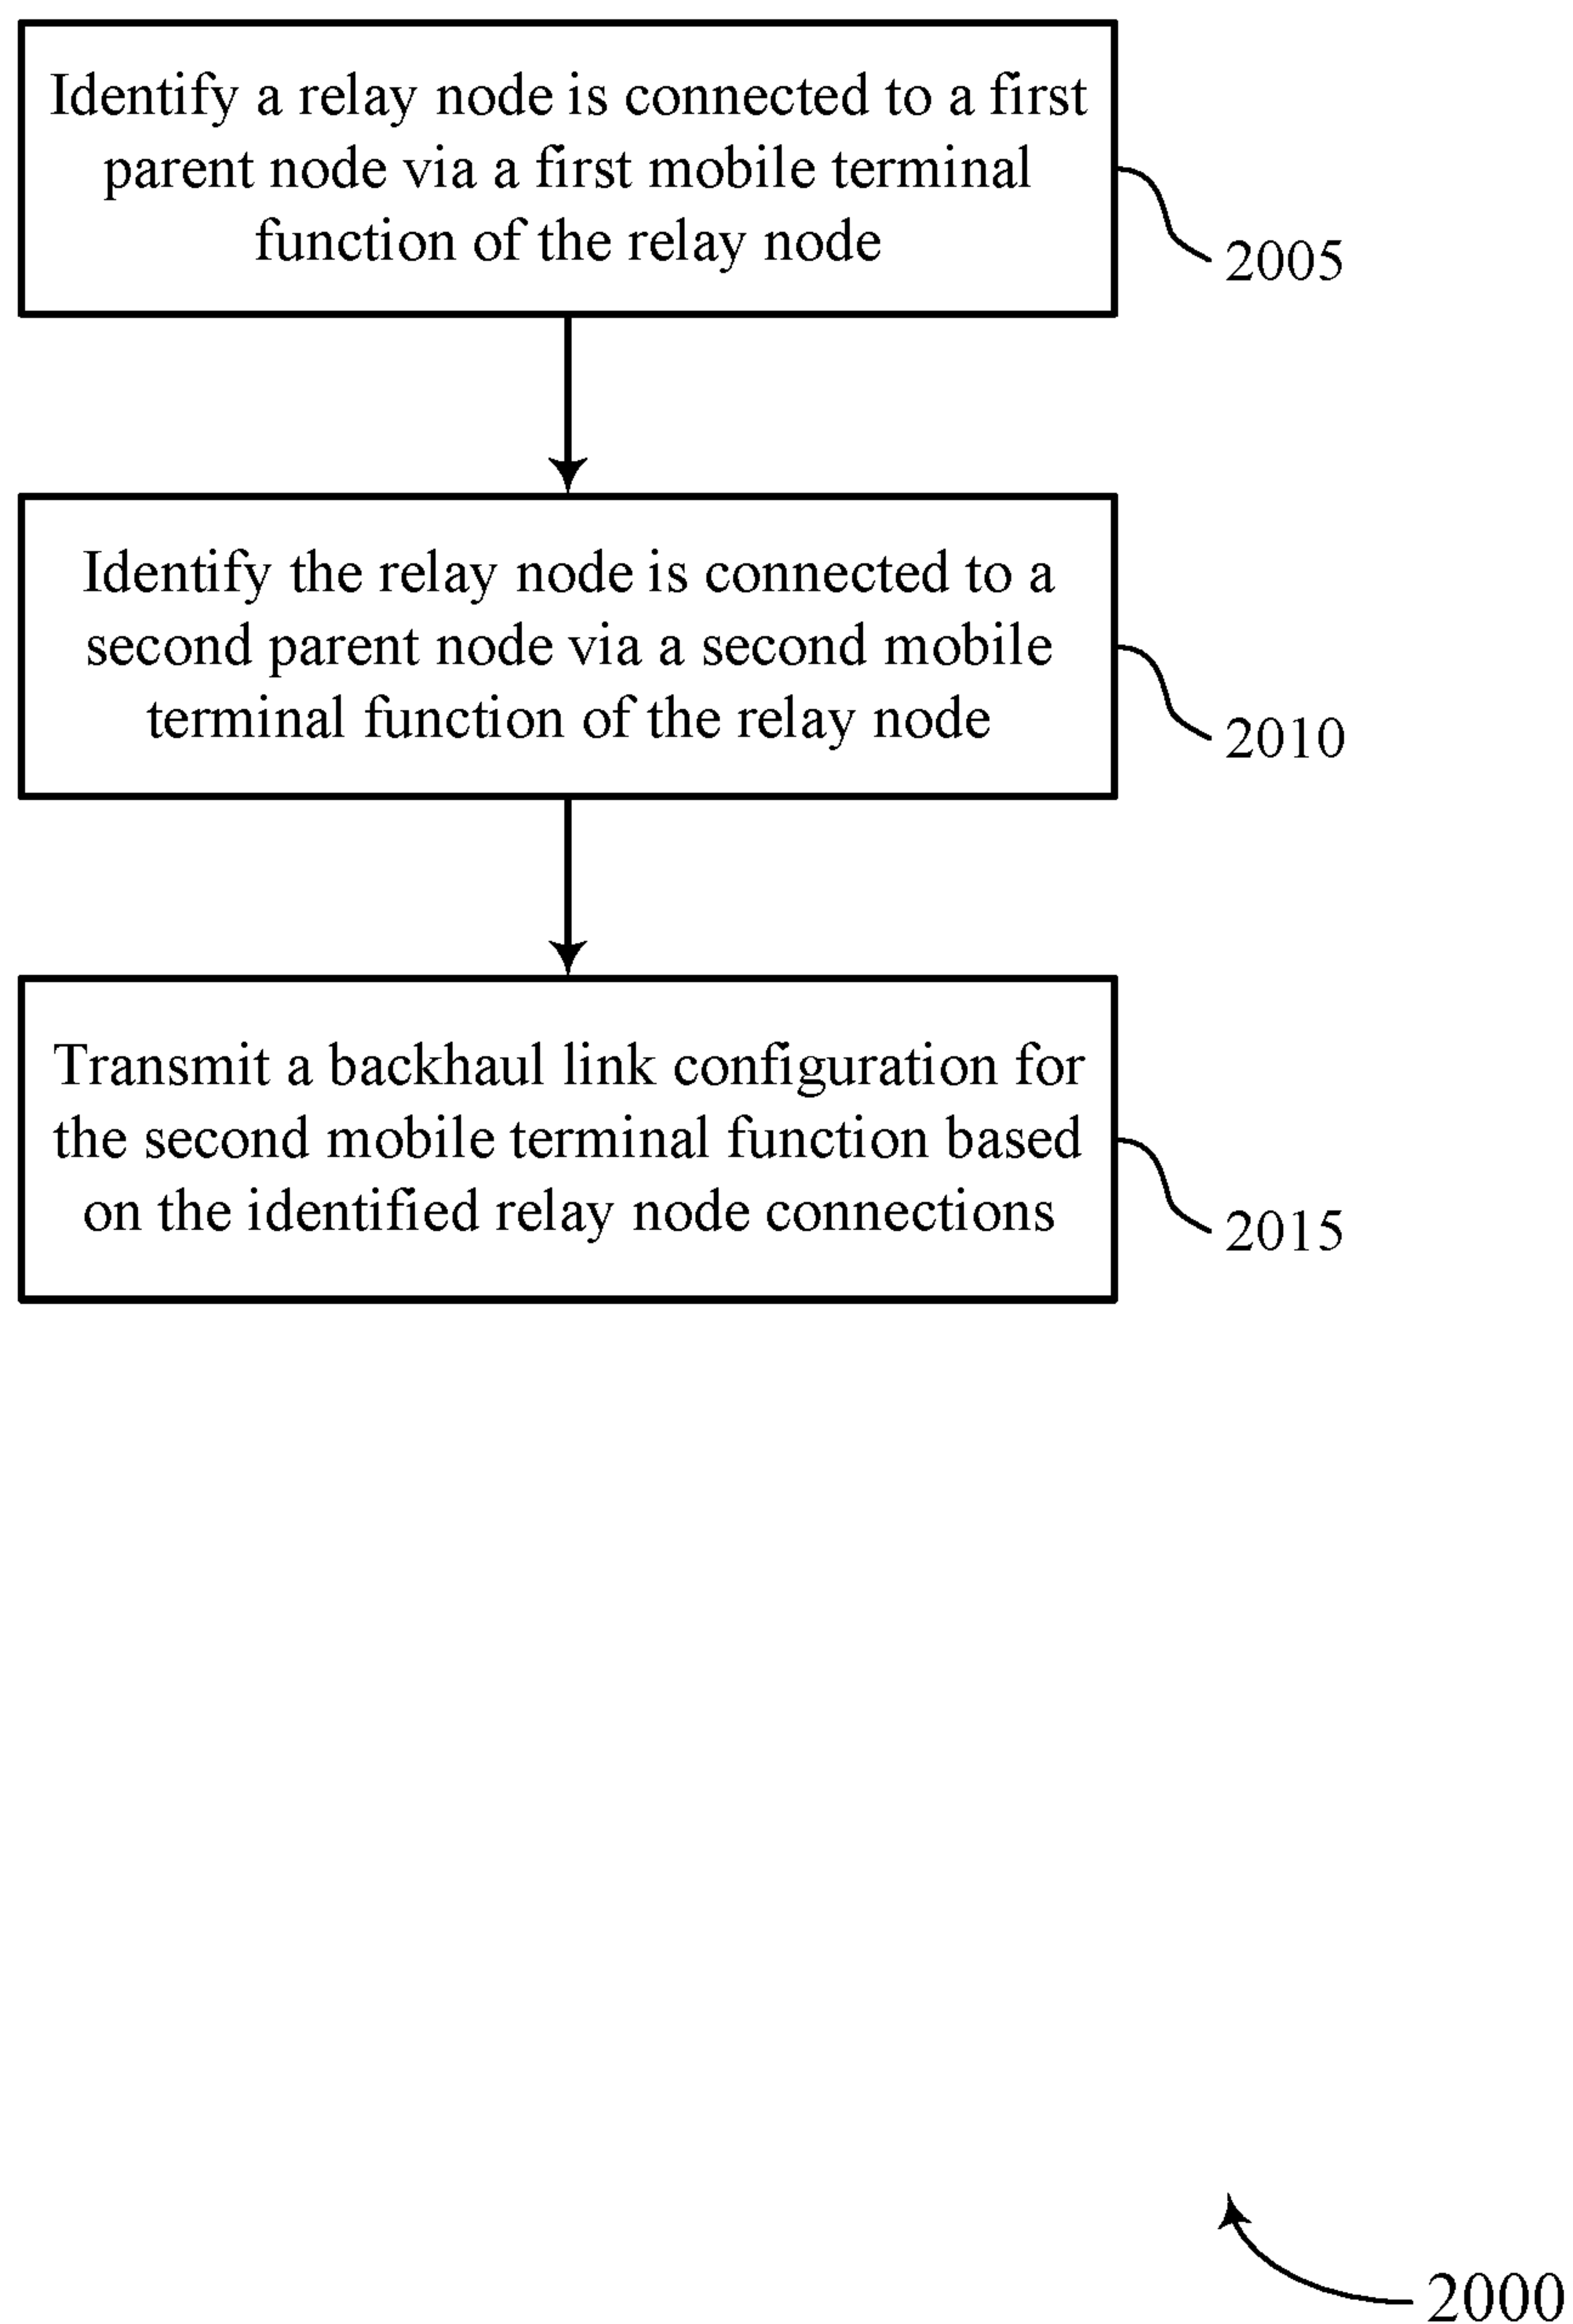 Identify a relay node is connected to a first
parent node via a first mobile terminal
function of the relay node
2005
Identify the relay node is connected to a
second parent node via a second mobile
terminal function of the relay node
2010
Transmit a backhaul link configuration for
the second mobile terminal function based
on the identified relay node connections
2015
2000